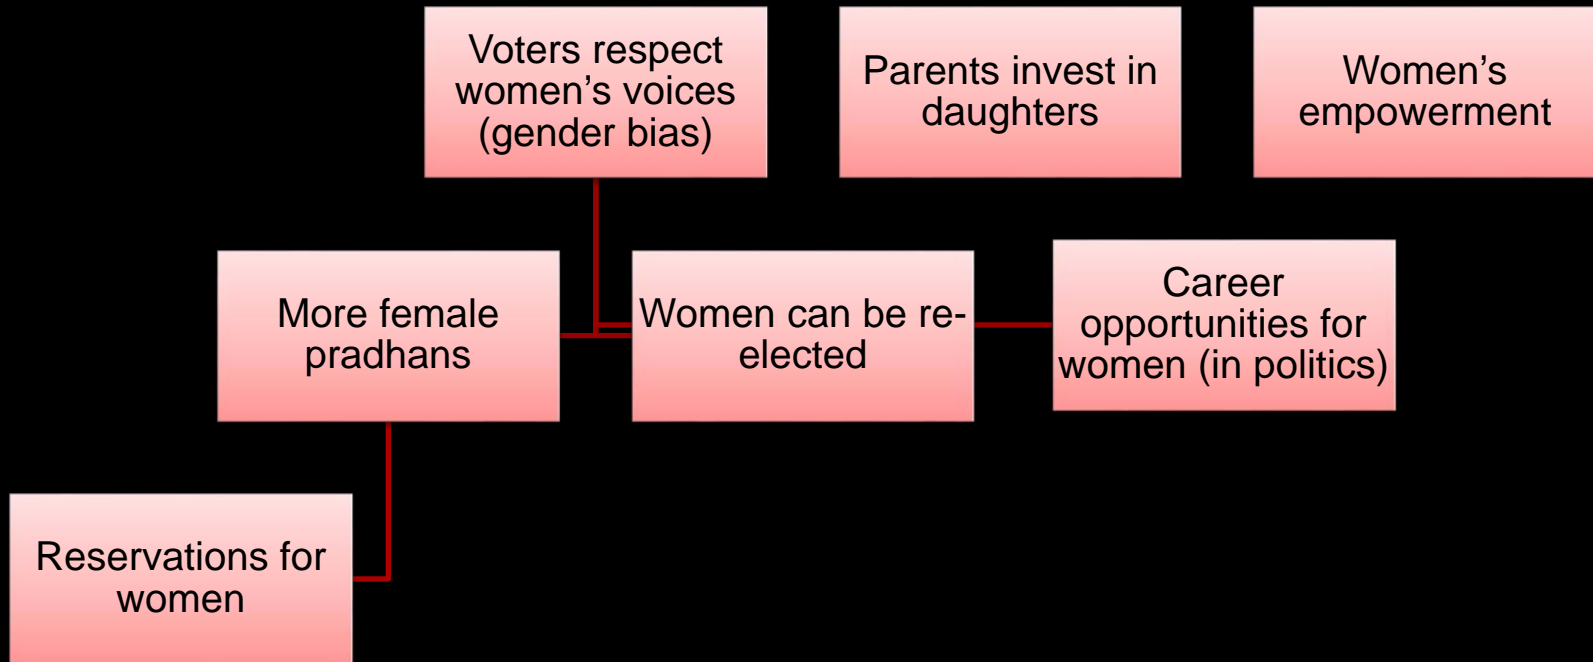 Voters respect
women’s voices
(gender bias)
Parents invest in
daughters
Women’s
empowerment
More female
pradhans
Women can be re-
elected
Career
opportunities for
women (in politics)
Reservations for
women